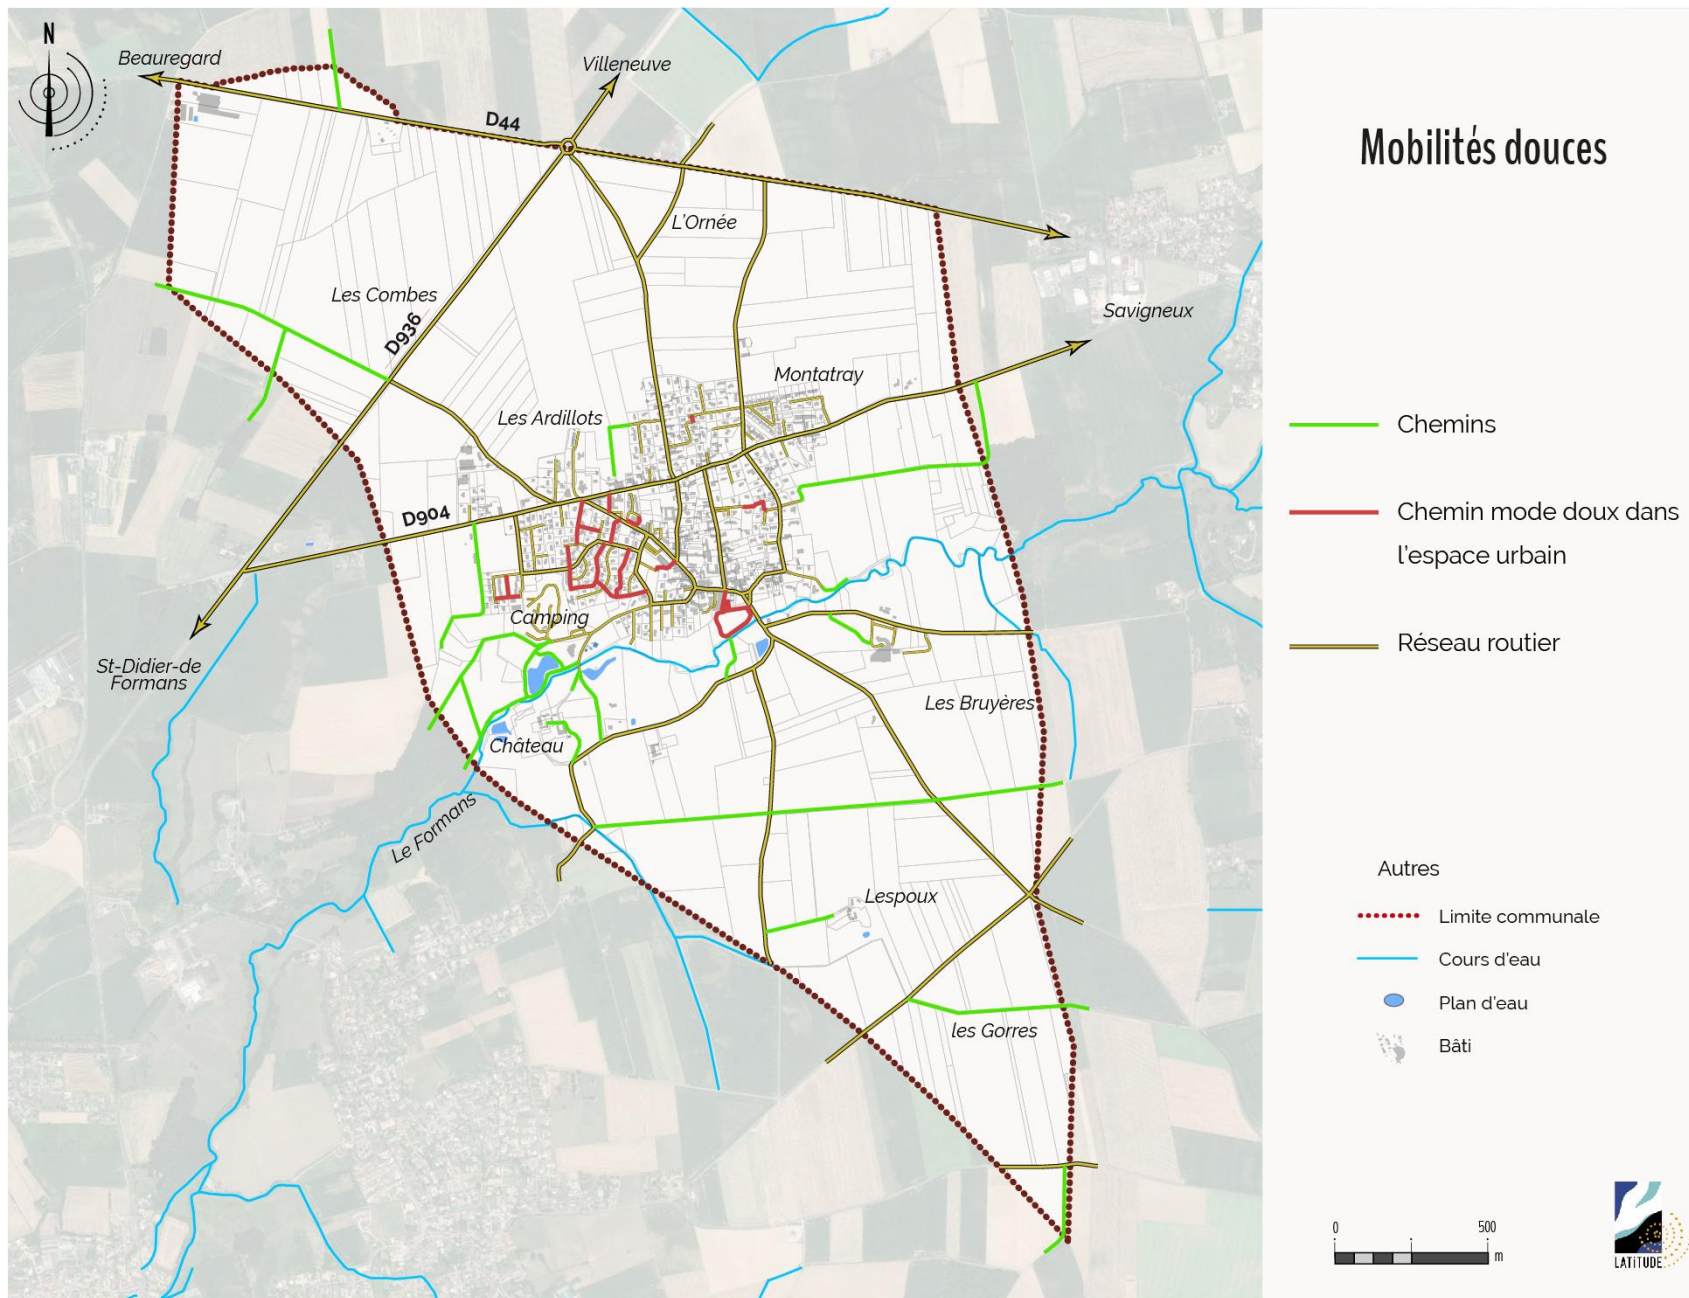 N
Beauregard
Villeneuve
D44
Mobilités douces
L'Ornée
Les Combes
D936
Savigneux
Montatray
Les Ardillots
Chemins
D904
Chemin mode doux dans
l'espace urbain
Camping
Réseau routier
St-Didier-de
Formans
Les Bruyères
Château
Le Formans
Autres
Lespoux
Limite communale
Cours d'eau
Plan d'eau
les Gorres
Bâti
0 500
m
LATITUDE